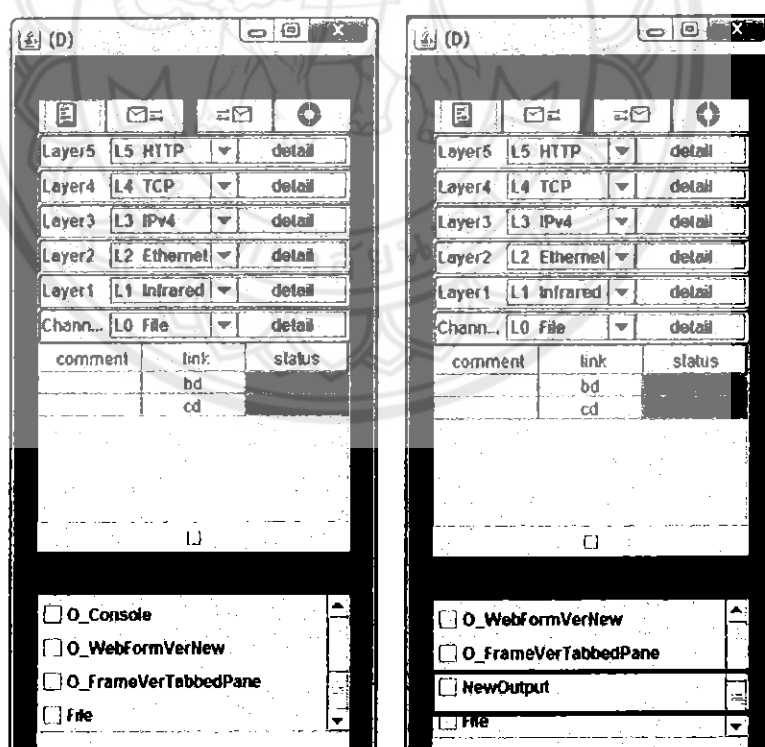 (D)
Layer5 L5 HTTP detail
Layer4 L4 TCP detail
Layer3 L3 IPv4 detail
Layer2 L2 Ethernet detail
Layer1 L1 Infrared detail
Chann... L0 File detail
comment link status
bd
cd
O_Console
O_WebFormVerNew
O_FrameVerTabbedPane
File
(D)
Layer5 L5 HTTP detail
Layer4 L4 TCP detail
Layer3 L3 IPv4 detail
Layer2 L2 Ethernet detail
Layer1 L1 Infrared detail
Chann... L0 File detail
comment link status
bd
cd
O_WebFormVerNew
O_FrameVerTabbedPane
NewOutput
File